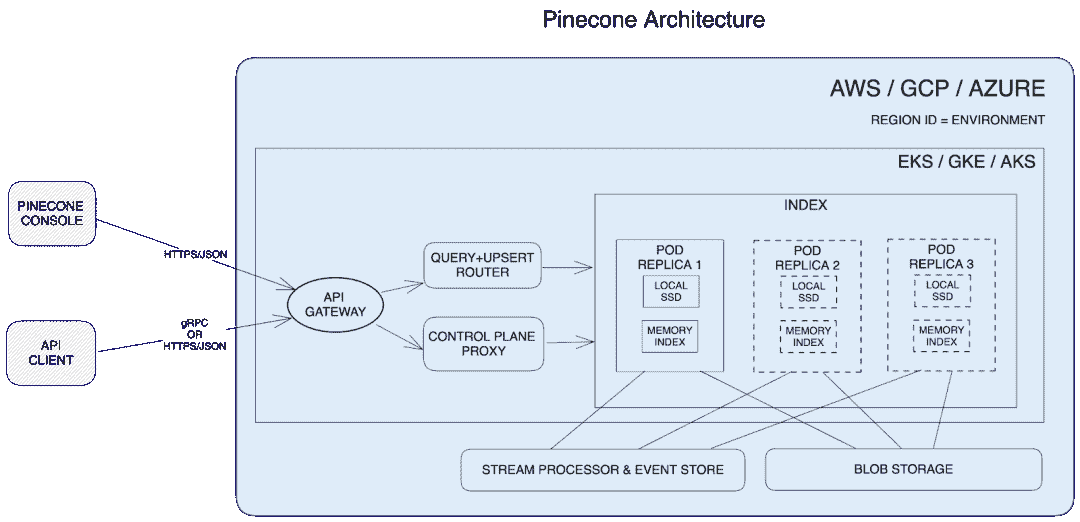 Pinecone Architecture
AWS / GCP / AZURE
REGION ID = ENVIRONMENT
EKS / GKE / AKS
PINECONE
CONSOLE
HTTPS/JSON
API
CLIENT
gRPC
OR
HTTPS/JSON
API
GATEWAY
QUERY+UPSERT
ROUTER
CONTROL PLANE
PROXY
INDEX
POD
REPLICA 1
LOCAL
SSD
MEMORY
INDEX
POD
REPLICA 2
LOCAL
SSD
MEMORY
INDEX
POD
REPLICA 3
LOCAL
SSD
MEMORY
INDEX
STREAM PROCESSOR & EVENT STORE
BLOB STORAGE